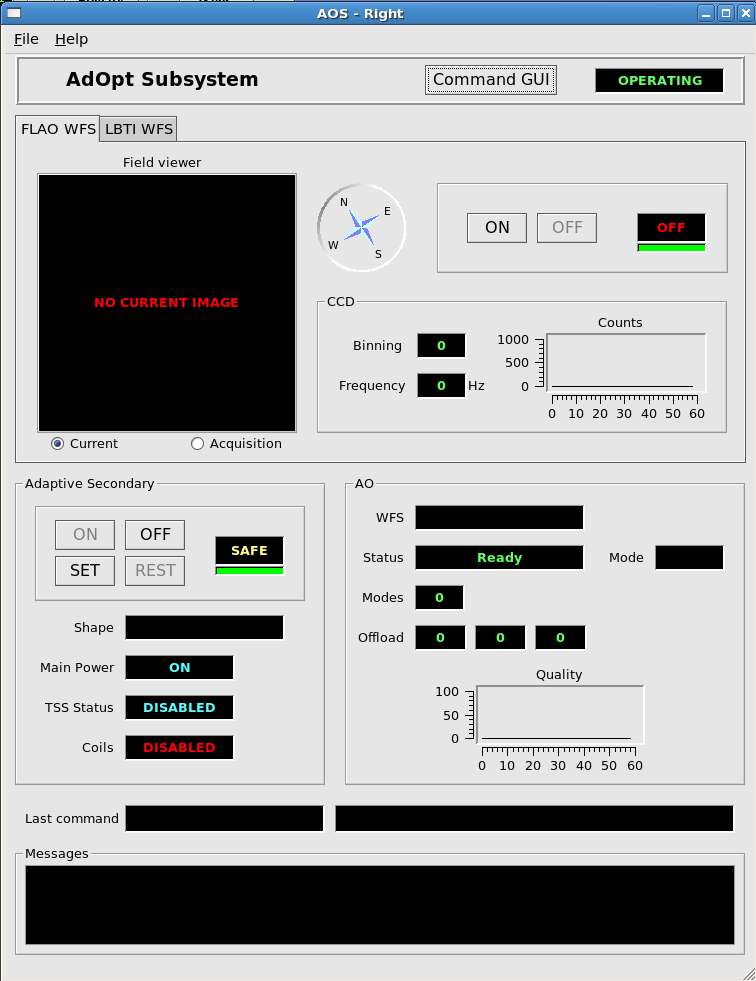 AOS - Right
File Help
AdOpt Subsystem Command GUI OPERATING
FLAO WFS LBTI WFS
Field viewer
NO CURRENT IMAGE
Current Acquisition
N
E
W
S
ON OFF OFF
CCD
Binning 0
Frequency 0 Hz
Counts
1000
500
0
0 10 20 30 40 50 60
Adaptive Secondary
ON OFF
SAFE
SET REST
Shape
Main Power ON
TSS Status DISABLED
Coils DISABLED
AO
WFS
Status Ready Mode
Modes 0
Offload 0 0 0
Quality
100
50
0
0 10 20 30 40 50 60
Last command
Messages